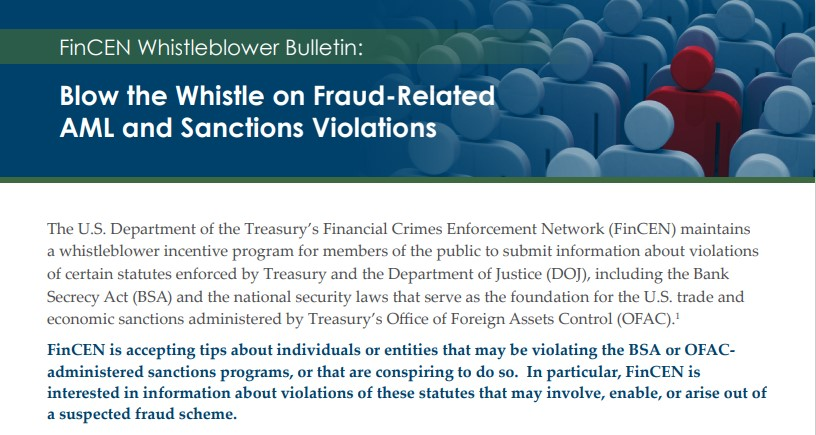 FinCEN Whistleblower Bulletin:
Blow the Whistle on Fraud-Related
AML and Sanctions Violations
The U.S. Department of the Treasury's Financial Crimes Enforcement Network (FinCEN) maintains
a whistleblower incentive program for members of the public to submit information about violations
of certain statutes enforced by Treasury and the Department of Justice (DOJ), including the Bank
Secrecy Act (BSA) and the national security laws that serve as the foundation for the U.S. trade and
economic sanctions administered by Treasury's Office of Foreign Assets Control (OFAC).¹
FinCEN is accepting tips about individuals or entities that may be violating the BSA or OFAC-
administered sanctions programs, or that are conspiring to do so.  In particular, FinCEN is
interested in information about violations of these statutes that may involve, enable, or arise out of
a suspected fraud scheme.